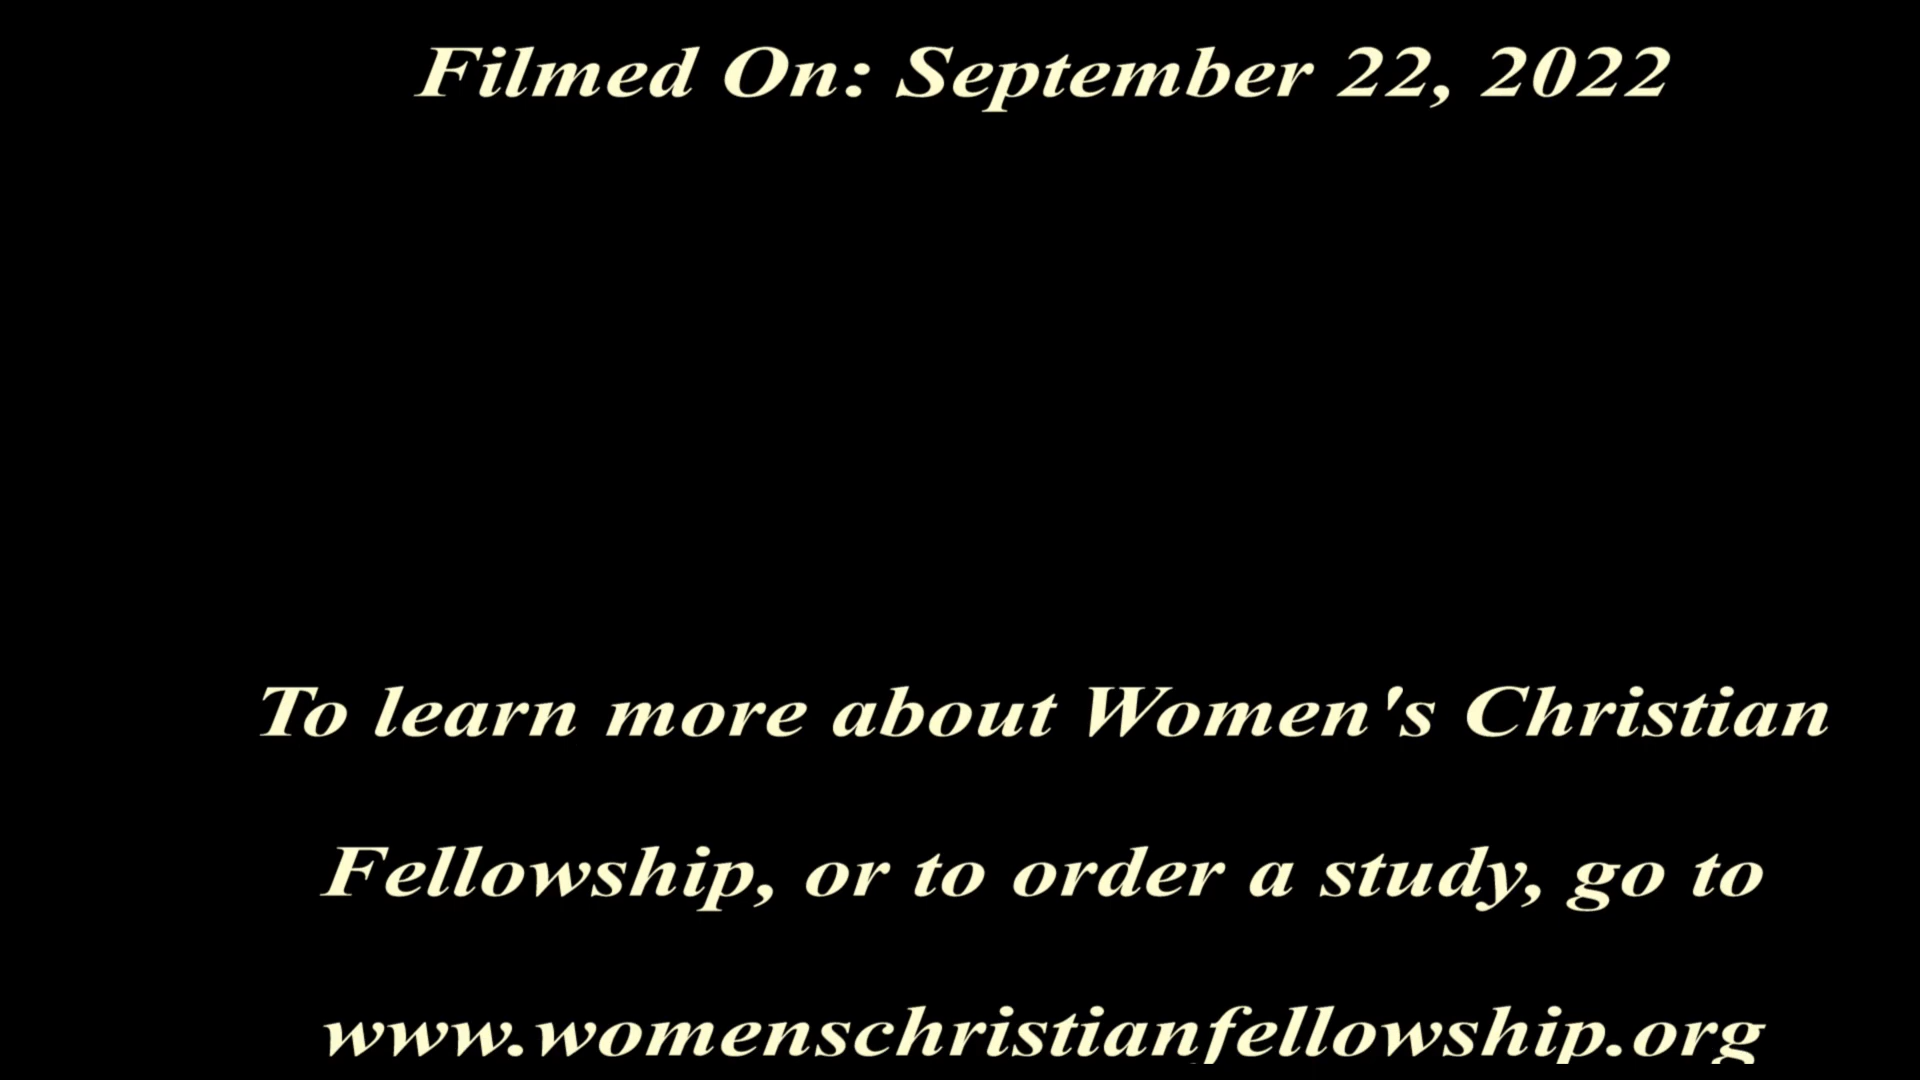 Filmed On: September 22, 2022
To learn more about Women's Christian
Fellowship, or to order a study, go to
www.womenschristianfellowship.org